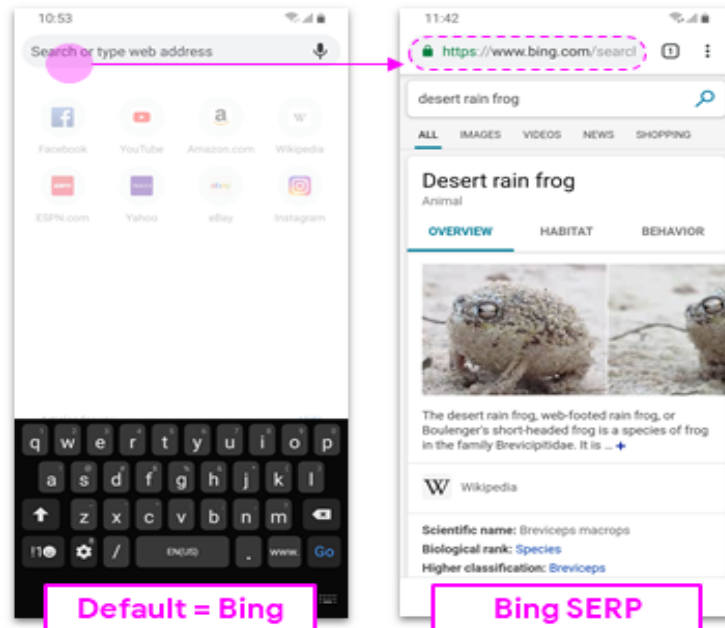 10:53
Search or type web address
Facebook
YouTube
Amazon.com
Wikipedia
ESPN.com
Yahoo
eBay
Instagram
q w e r t y u i o p
a s d f g h j k l
z x c v b n m
!1☻ / EN(US) . www. Go
Default = Bing
11:42
https://www.bing.com/search
1
desert rain frog
ALL IMAGES VIDEOS NEWS SHOPPING
Desert rain frog
Animal
OVERVIEW HABITAT BEHAVIOR
The desert rain frog, web-footed rain frog, or
Boulenger's short-headed frog is a species of frog
in the family Brevicipitidae. It is ... +
W Wikipedia
Scientific name: Breviceps macrops
Biological rank: Species
Higher classification: Breviceps
Bing SERP